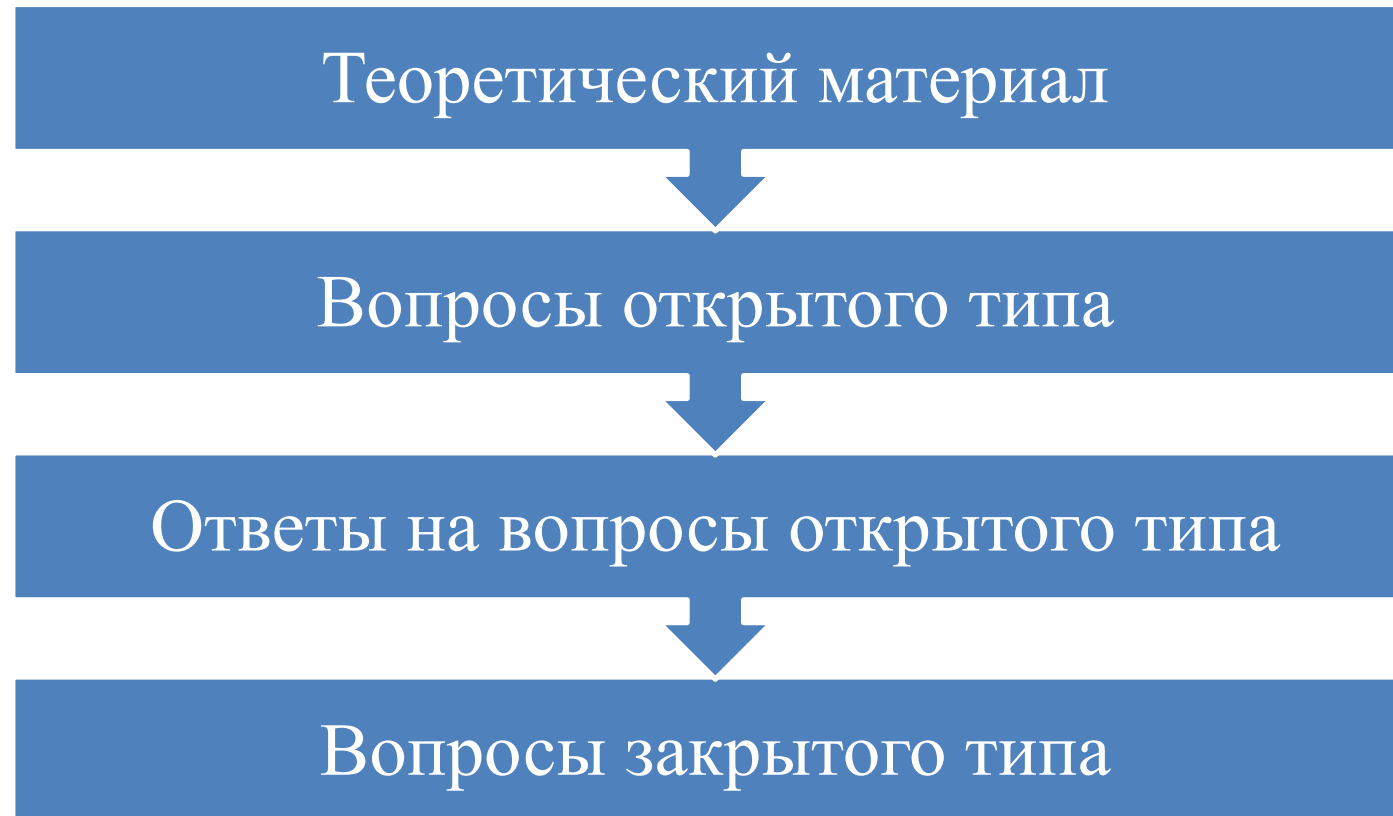 Теоретический материал
Вопросы открытого типа
Ответы на вопросы открытого типа
Вопросы закрытого типа